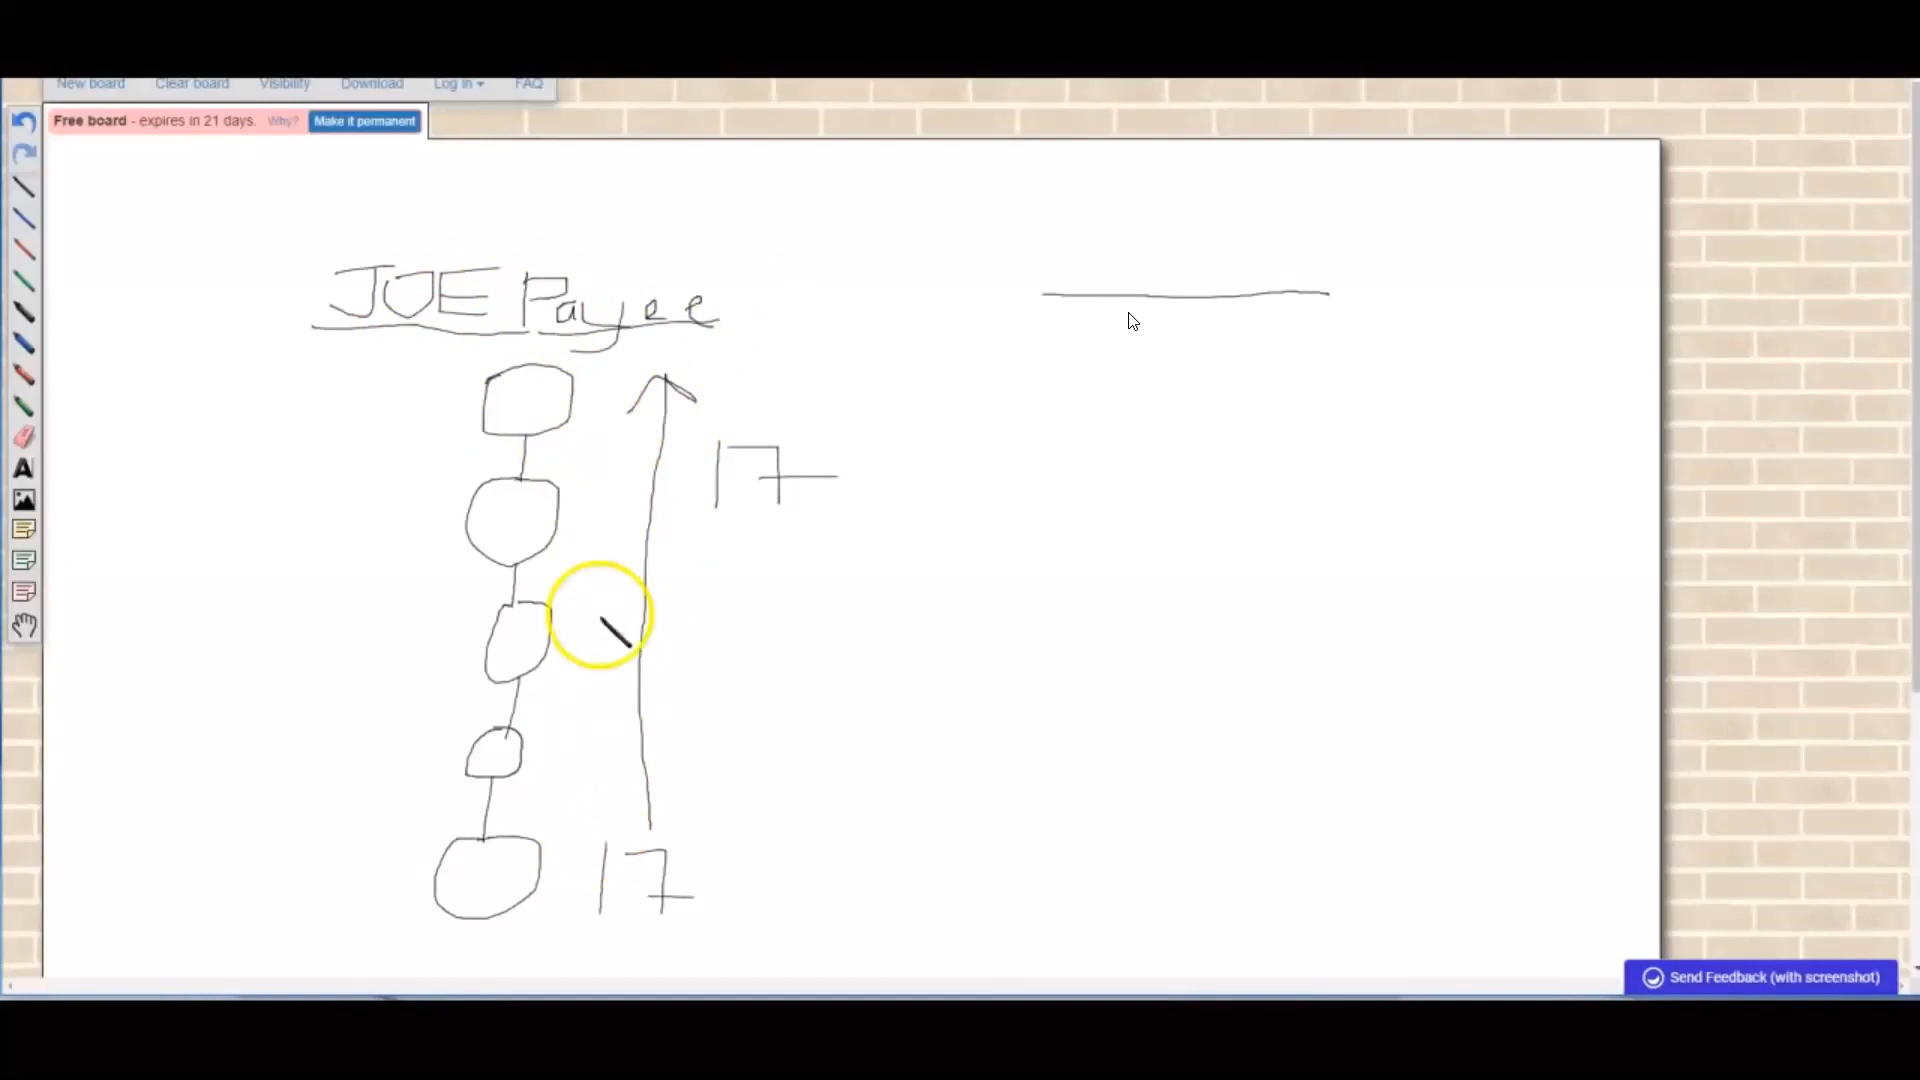 New board Clear board Visibility Download Log in FAQ
Free board - expires in 21 days. Why? Make it permanent
A
JOE Payee
17
17
Send Feedback (with screenshot)